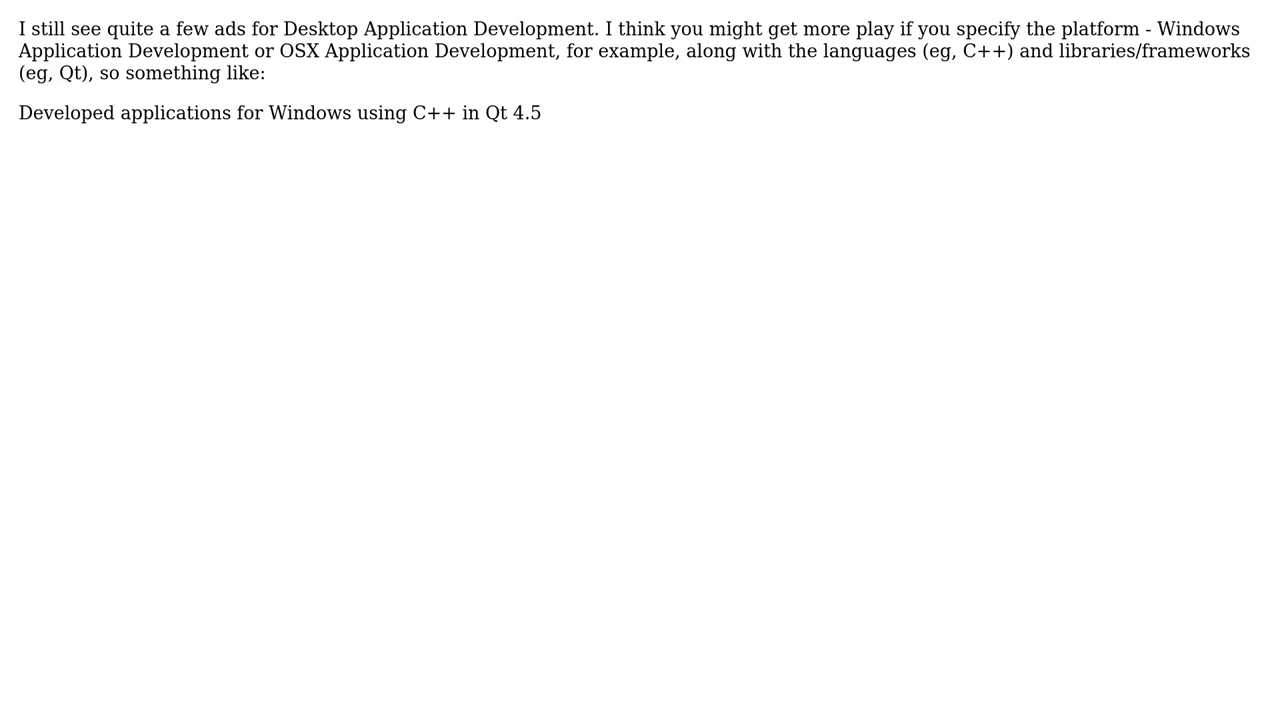 I still see quite a few ads for Desktop Application Development. I think you might get more play if you specify the platform - Windows
Application Development or OSX Application Development, for example, along with the languages (eg, C++) and libraries/frameworks
(eg, Qt), so something like:
Developed applications for Windows using C++ in Qt 4.5